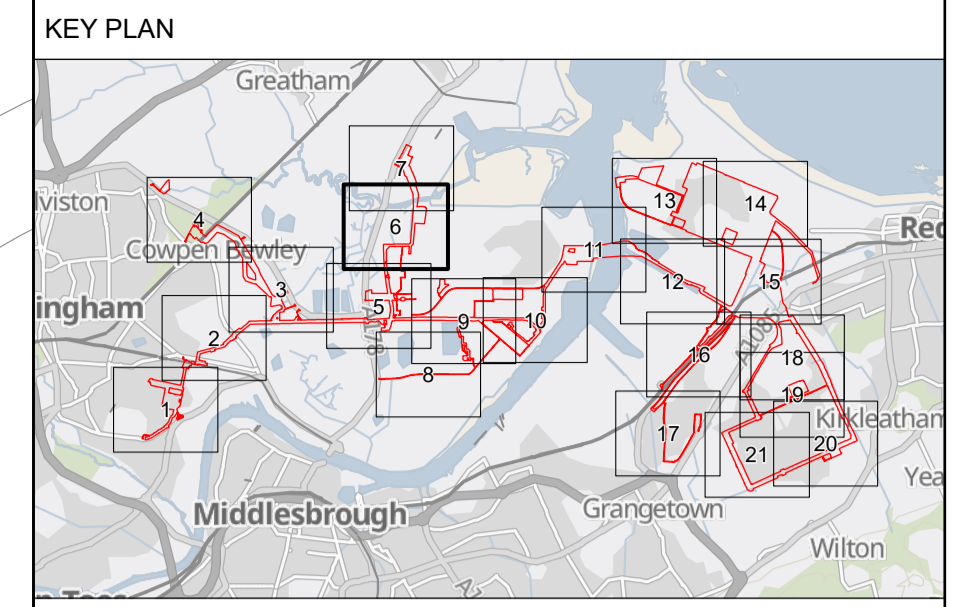 KEY PLAN
Greatham
7
13
14
lviston
4
6
Red
Cowpen Bewley
11
3
12
15
ingham
5
A178
2
9
10
A1085
16
18
8
1
19
Kirkleatham
17
20
21
Yea
Middlesbrough
Grangetown
Wilton
n-Tees